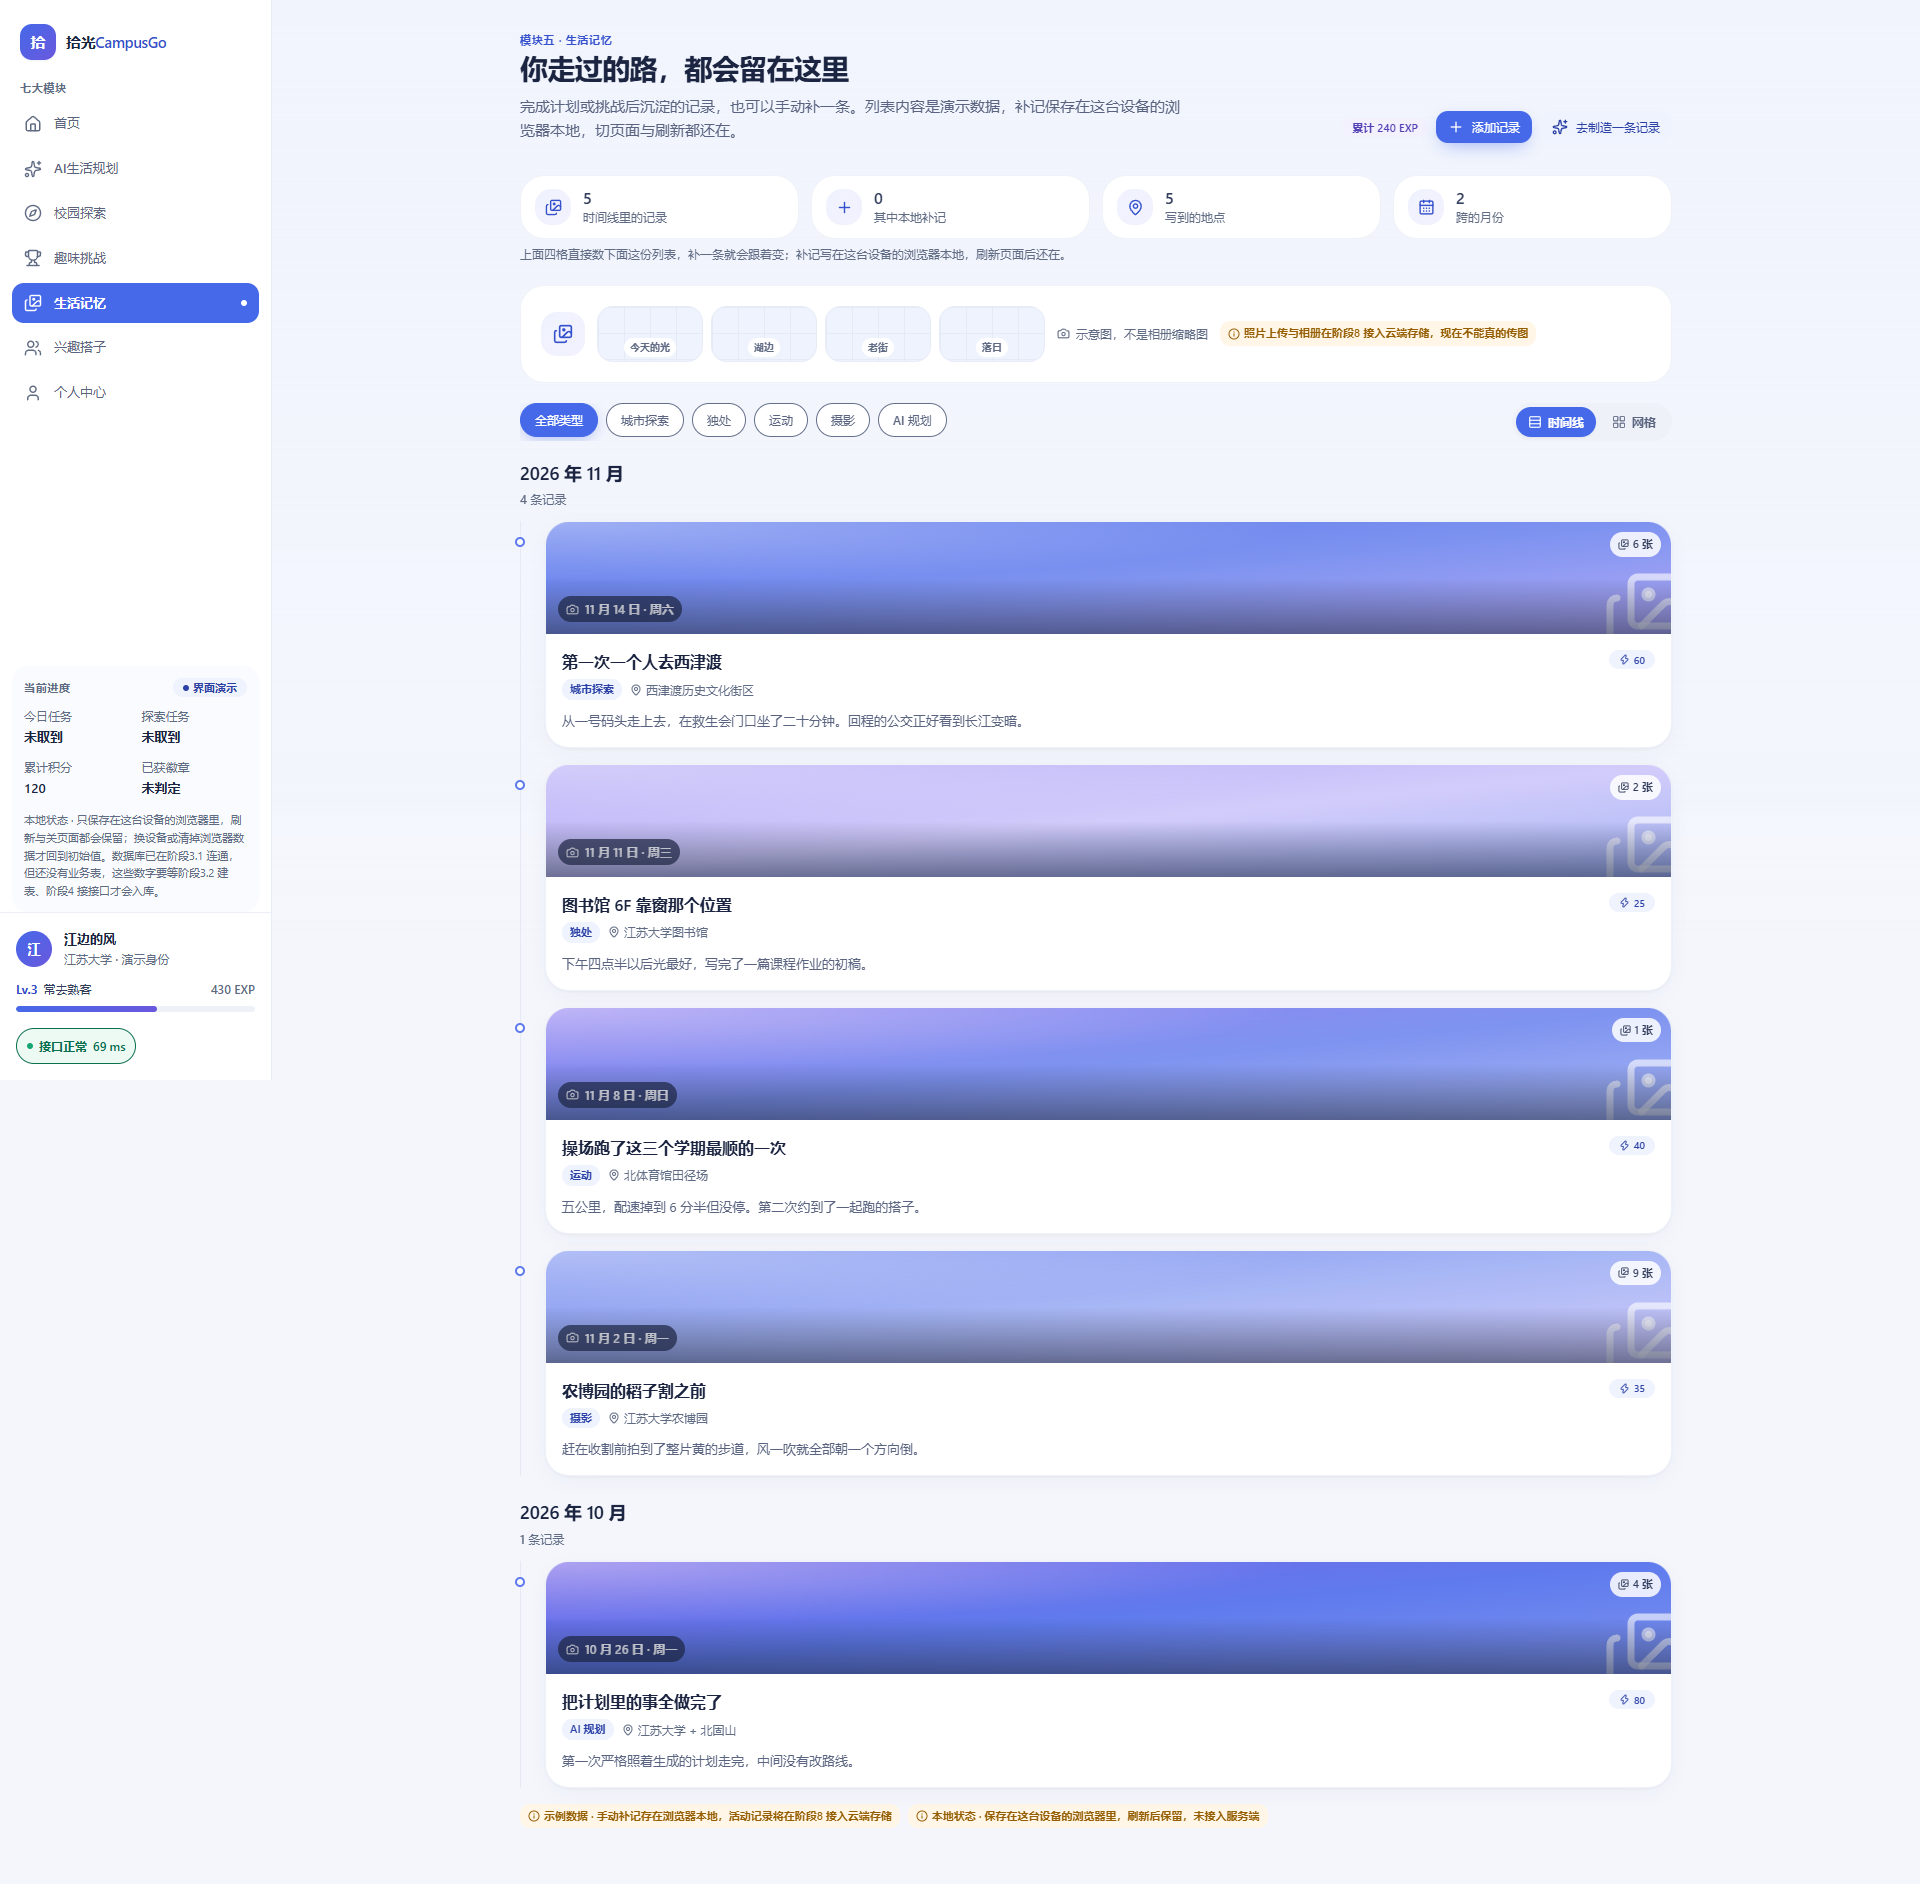 拾 拾光CampusGo
七大模块
首页
AI生活规划
校园探索
趣味挑战
生活记忆
兴趣搭子
个人中心
当前进度 界面演示
今日任务 探索任务
未取到 未取到
累计积分 已获徽章
120 未判定
本地状态 · 只保存在这台设备的浏览器里，刷
新与关页面都会保留；换设备或清掉浏览器数
据才回到初始值。数据库已在阶段3.1 连通，
但还没有业务表，这些数字要等阶段3.2 建
表、阶段4 接接口才会入库。
江 江边的风
江苏大学 · 演示身份
Lv.3 常去熟客 430 EXP
接口正常 69 ms
模块五 · 生活记忆
你走过的路，都会留在这里
完成计划或挑战后沉淀的记录，也可以手动补一条。列表内容是演示数据，补记保存在这台设备的浏
览器本地，切页面与刷新都还在。
累计 240 EXP 添加记录 去制造一条记录
5 0 5 2
时间线里的记录 其中本地补记 写到的地点 跨的月份
上面四格直接数下面这份列表，补一条就会跟着变；补记写在这台设备的浏览器本地，刷新页面后还在。
今天的光 湖边 老街 落日 示意图，不是相册缩略图 照片上传与相册在阶段8 接入云端存储，现在不能真的传图
全部类型 城市探索 独处 运动 摄影 AI 规划 时间线 网格
2026 年 11 月
4 条记录
6 张
11 月 14 日 · 周六
第一次一个人去西津渡 60
城市探索 西津渡历史文化街区
从一号码头走上去，在救生会门口坐了二十分钟。回程的公交正好看到长江变暗。
2 张
11 月 11 日 · 周三
图书馆 6F 靠窗那个位置 25
独处 江苏大学图书馆
下午四点半以后光最好，写完了一篇课程作业的初稿。
1 张
11 月 8 日 · 周日
操场跑了这三个学期最顺的一次 40
运动 北体育馆田径场
五公里，配速掉到 6 分半但没停。第二次约到了一起跑的搭子。
9 张
11 月 2 日 · 周一
农博园的稻子割之前 35
摄影 江苏大学农博园
赶在收割前拍到了整片黄的步道，风一吹就全部朝一个方向倒。
2026 年 10 月
1 条记录
4 张
10 月 26 日 · 周一
把计划里的事全做完了 80
AI 规划 江苏大学 + 北固山
第一次严格照着生成的计划走完，中间没有改路线。
示例数据 · 手动补记存在浏览器本地，活动记录将在阶段8 接入云端存储 本地状态 · 保存在这台设备的浏览器里，刷新后保留，未接入服务端